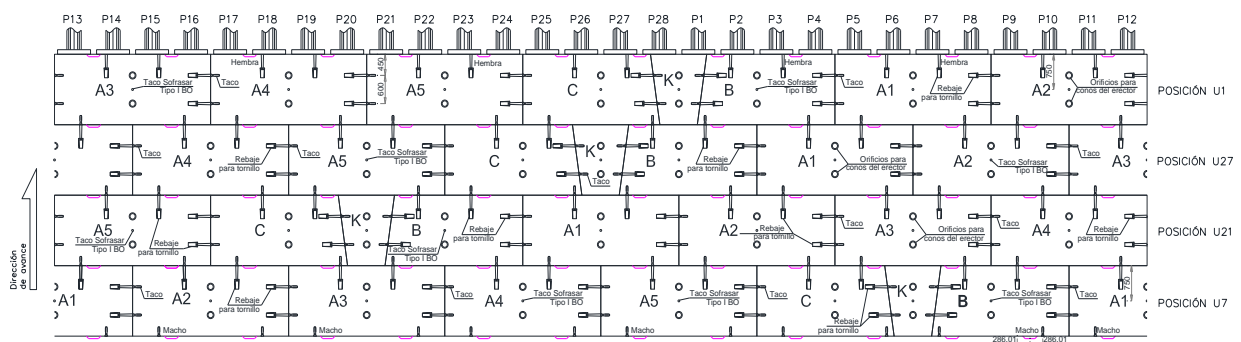 P13 P14 P15 P16 P17 P18 P19 P20 P21 P22 P23 P24 P25 P26 P27 P28 P1 P2 P3 P4 P5 P6 P7 P8 P9 P10 P11 P12
Hembra
450
Hembra
K
Hembra
Hembra
750
A3
Taco Sofrasar
Tipo I BO
Taco
A4
600
A5
C
B
Taco Sofrasar
Tipo I BO
Taco
A1
Rebaje
para tornillo
A2
Orificios para
conos del erector
POSICIÓN U1
Taco
A4
Rebaje
para tornillo
Taco
A5
Taco Sofrasar
Tipo I BO
C
K
Taco
B
Rebaje
para tornillo
A1
Orificios para
conos del erector
A2
Taco Sofrasar
Tipo I BO
Taco
A3
POSICIÓN U27
A5
Taco Sofrasar
Tipo I BO
Rebaje
para tornillo
C
K
B
Taco Sofrasar
Tipo I BO
Rebaje
para tornillo
A1
A2
Rebaje
para tornillo
A3
Orificios para
conos del erector
A4
Rebaje
para tornillo
POSICIÓN U21
Dirección
de avance
A1
Taco
A2
Rebaje
para tornillo
A3
Taco
A4
Taco Sofrasar
Tipo I BO
A5
Taco Sofrasar
Tipo I BO
Taco
C
Rebaje
para tornillo
K
B
Taco Sofrasar
Tipo I BO
Taco
A1
750
POSICIÓN U7
Macho
Macho
Macho
Macho
Macho
286.01
286.01